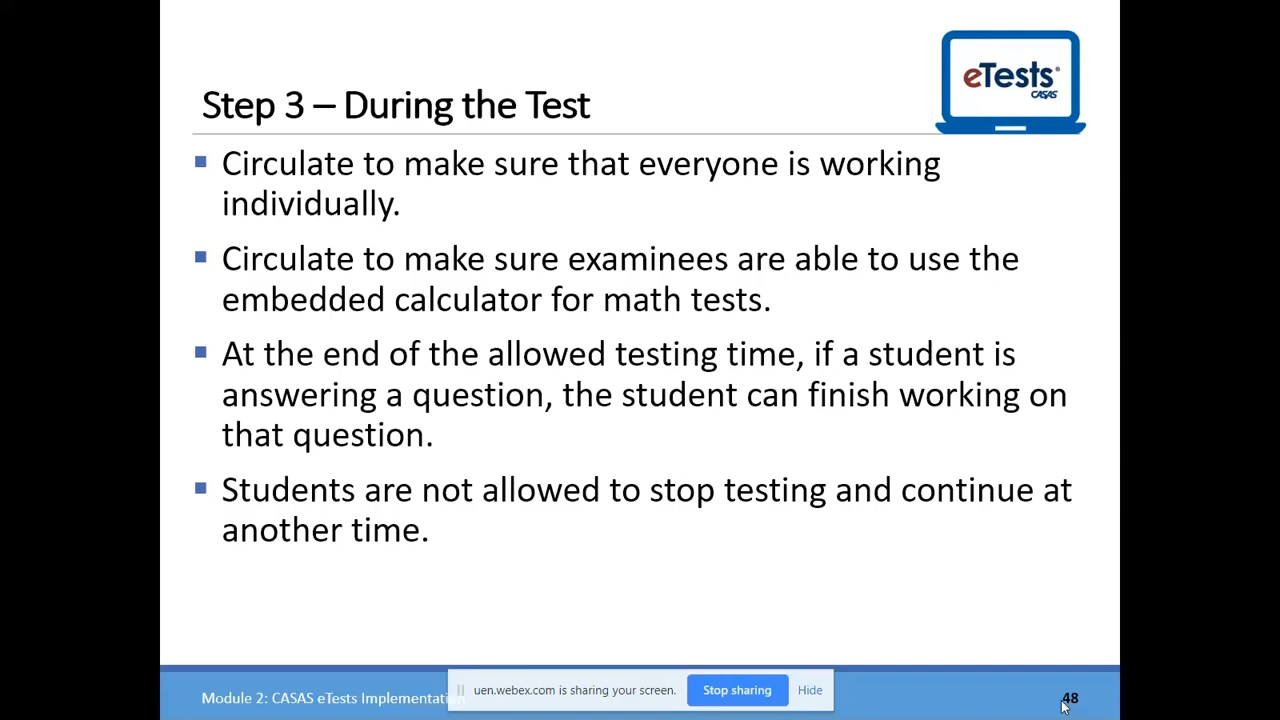 eTests
CASAS
Step 3 – During the Test
Circulate to make sure that everyone is working
individually.
Circulate to make sure examinees are able to use the
embedded calculator for math tests.
At the end of the allowed testing time, if a student is
answering a question, the student can finish working on
that question.
Students are not allowed to stop testing and continue at
another time.
Module 2: CASAS eTests Implementati
uen.webex.com is sharing your screen. Stop sharing Hide
48